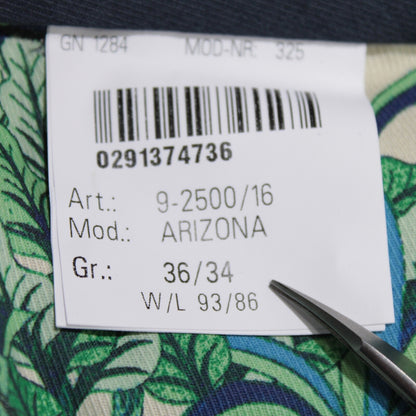 GN 1284 MOD-NR: 325
0291374736
Art.: 9-2500/16
Mod.: ARIZONA
Gr.: 36/34
W/L 93/86